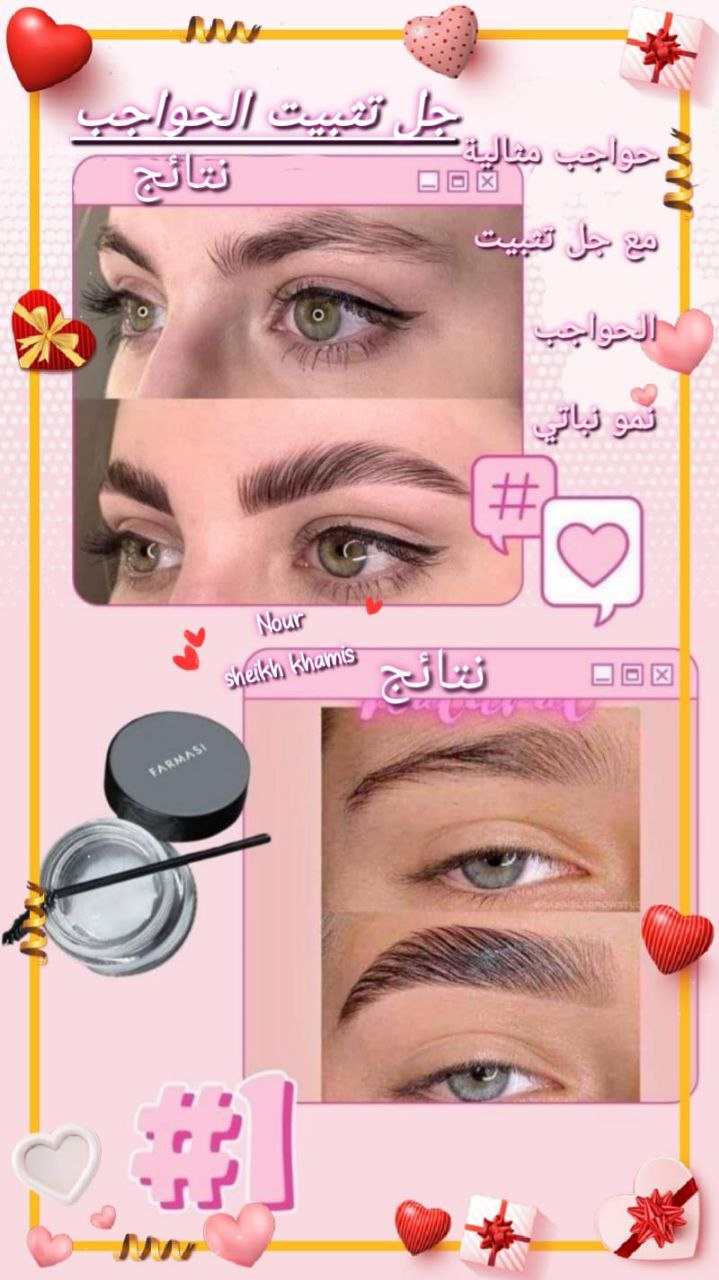 جل تثبيت الحواجب
نتائج
حواجب مثالية
مع جل تثبيت
الحواجب
نمو نباتي
#
Nour
sheikh khamis
نتائج
FARMASI
#1